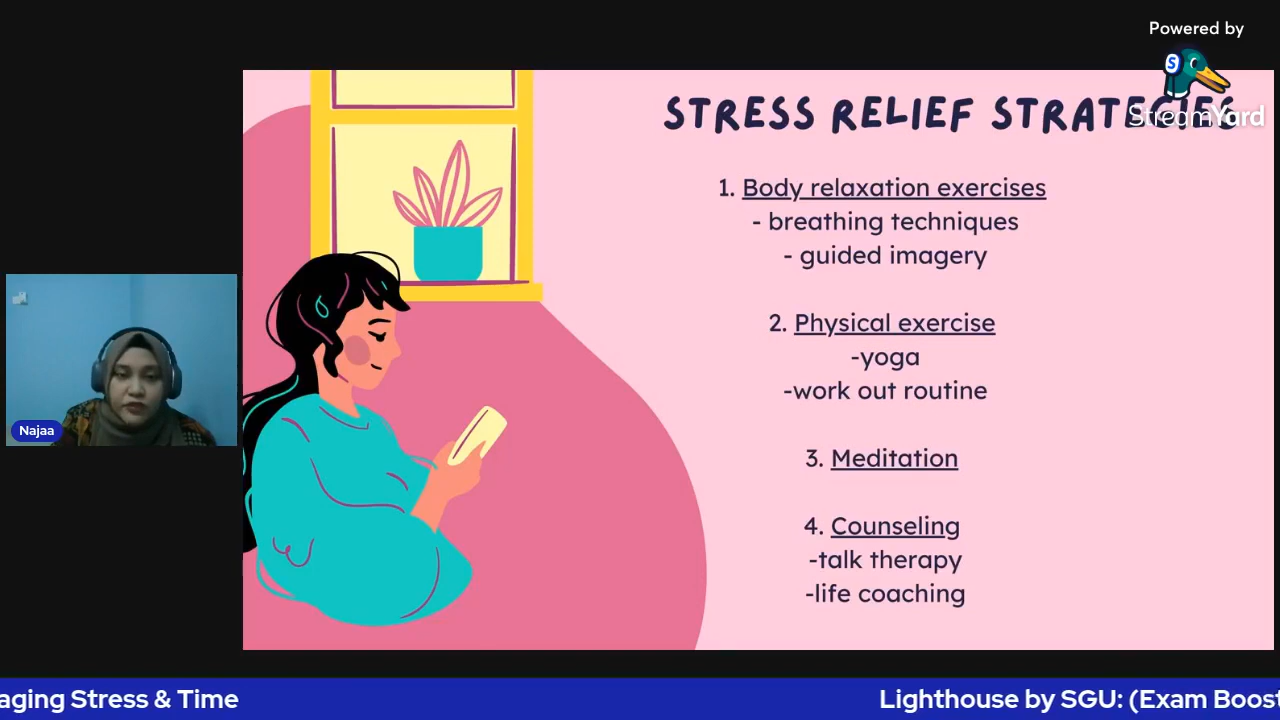 Powered by
StreamYard
STRESS RELIEF STRATEGIES
1. Body relaxation exercises
- breathing techniques
- guided imagery
2. Physical exercise
-yoga
-work out routine
3. Meditation
4. Counseling
-talk therapy
-life coaching
Najaa
aging Stress & Time
Lighthouse by SGU: (Exam Boost